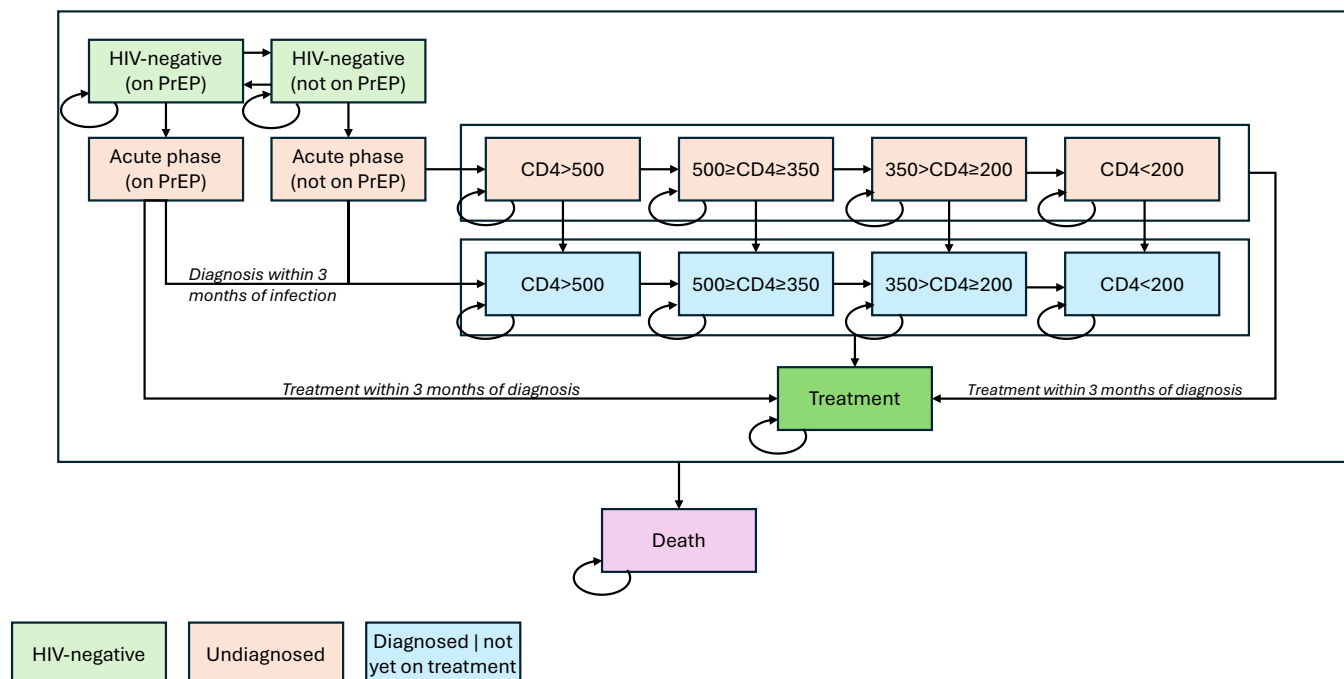 HIV-negative
(on PrEP)
HIV-negative
(not on PrEP)
Acute phase
(on PrEP)
Acute phase
(not on PrEP)
CD4>500
500≥CD4≥350
350>CD4≥200
CD4<200
Diagnosis within 3
months of infection
CD4>500
500≥CD4≥350
350>CD4≥200
CD4<200
Treatment within 3 months of diagnosis
Treatment
Treatment within 3 months of diagnosis
Death
HIV-negative
Undiagnosed
Diagnosed | not
yet on treatment